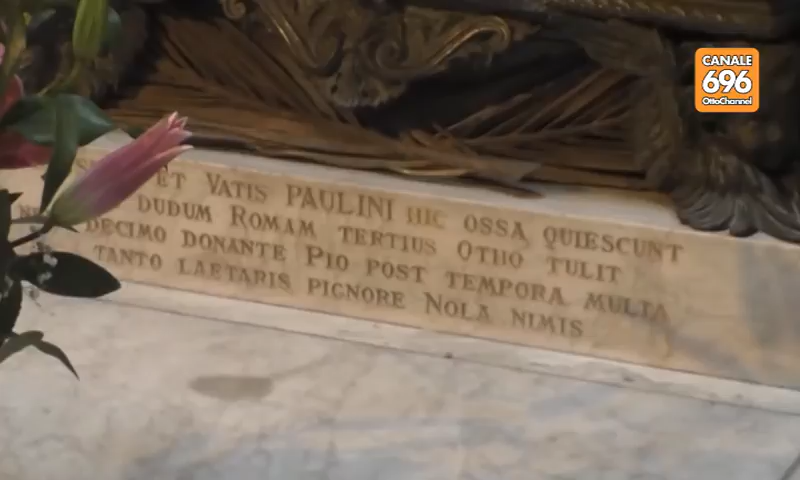 ET VATIS PAULINI HIC OSSA QUIESCUNT
DUDUM ROMAM TERTIUS OTHO TULIT
DECIMO DONANTE PIO POST TEMPORA MULTA
TANTO LAETARIS PIGNORE NOLA NIMIS
CANALE
696
OttoChannel